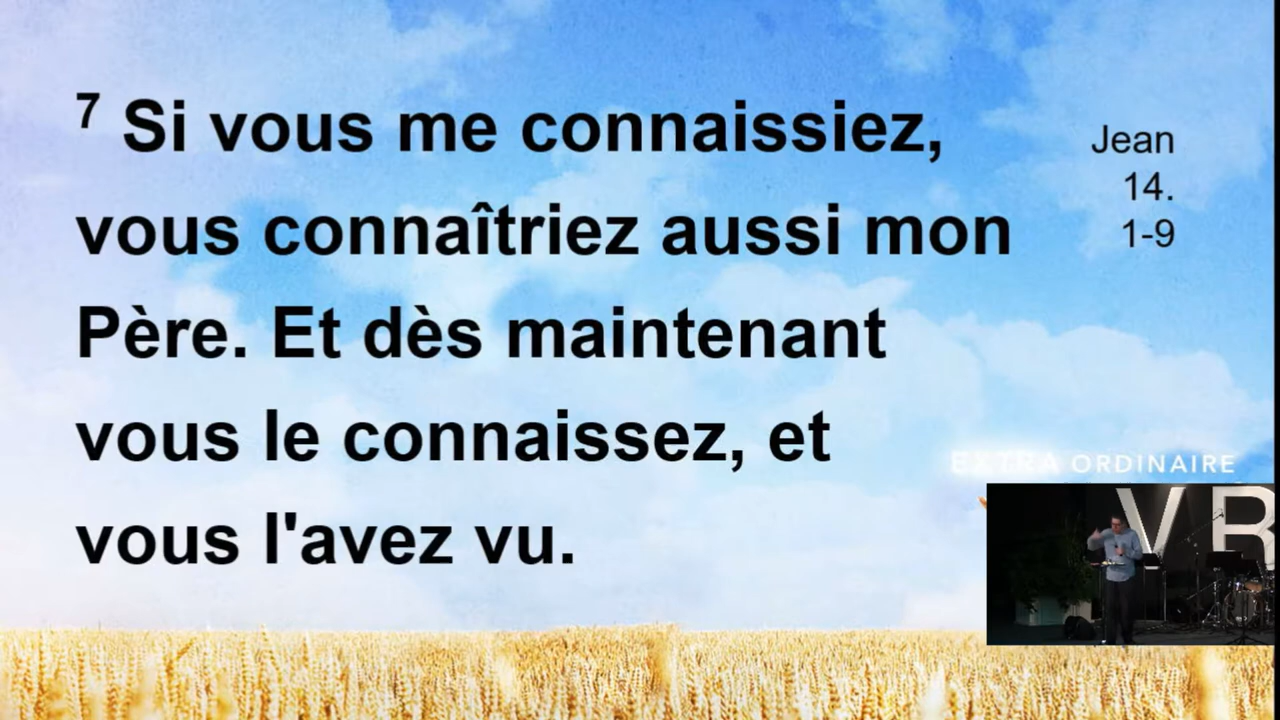 7 Si vous me connaissiez,
vous connaîtriez aussi mon
Père. Et dès maintenant
vous le connaissez, et
vous l'avez vu.
Jean
14.
1-9
EXTRA ORDINAIRE
V B